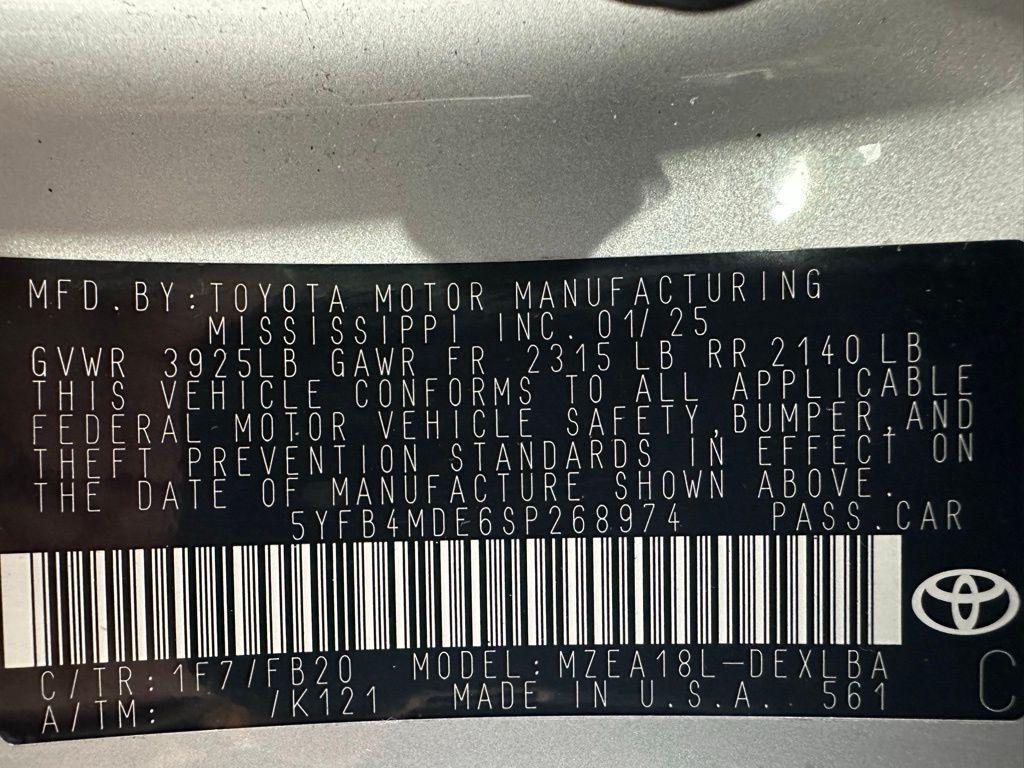 MFD.BY:TOYOTA MOTOR MANUFACTURING
MISSISSIPPI INC. 01/25
GVWR 3925LB GAWR FR 2315 LB RR 2140 LB
THIS VEHICLE CONFORMS TO ALL APPLICABLE
FEDERAL MOTOR VEHICLE SAFETY,BUMPER,AND
THEFT PREVENTION STANDARDS IN EFFECT ON
THE DATE OF MANUFACTURE SHOWN ABOVE.
5YFB4MDE6SP268974 PASS.CAR
C/TR: 1F7/FB20 MODEL:MZEA18L-DEXLBA
A/TM: /K121 MADE IN U.S.A. 561
C